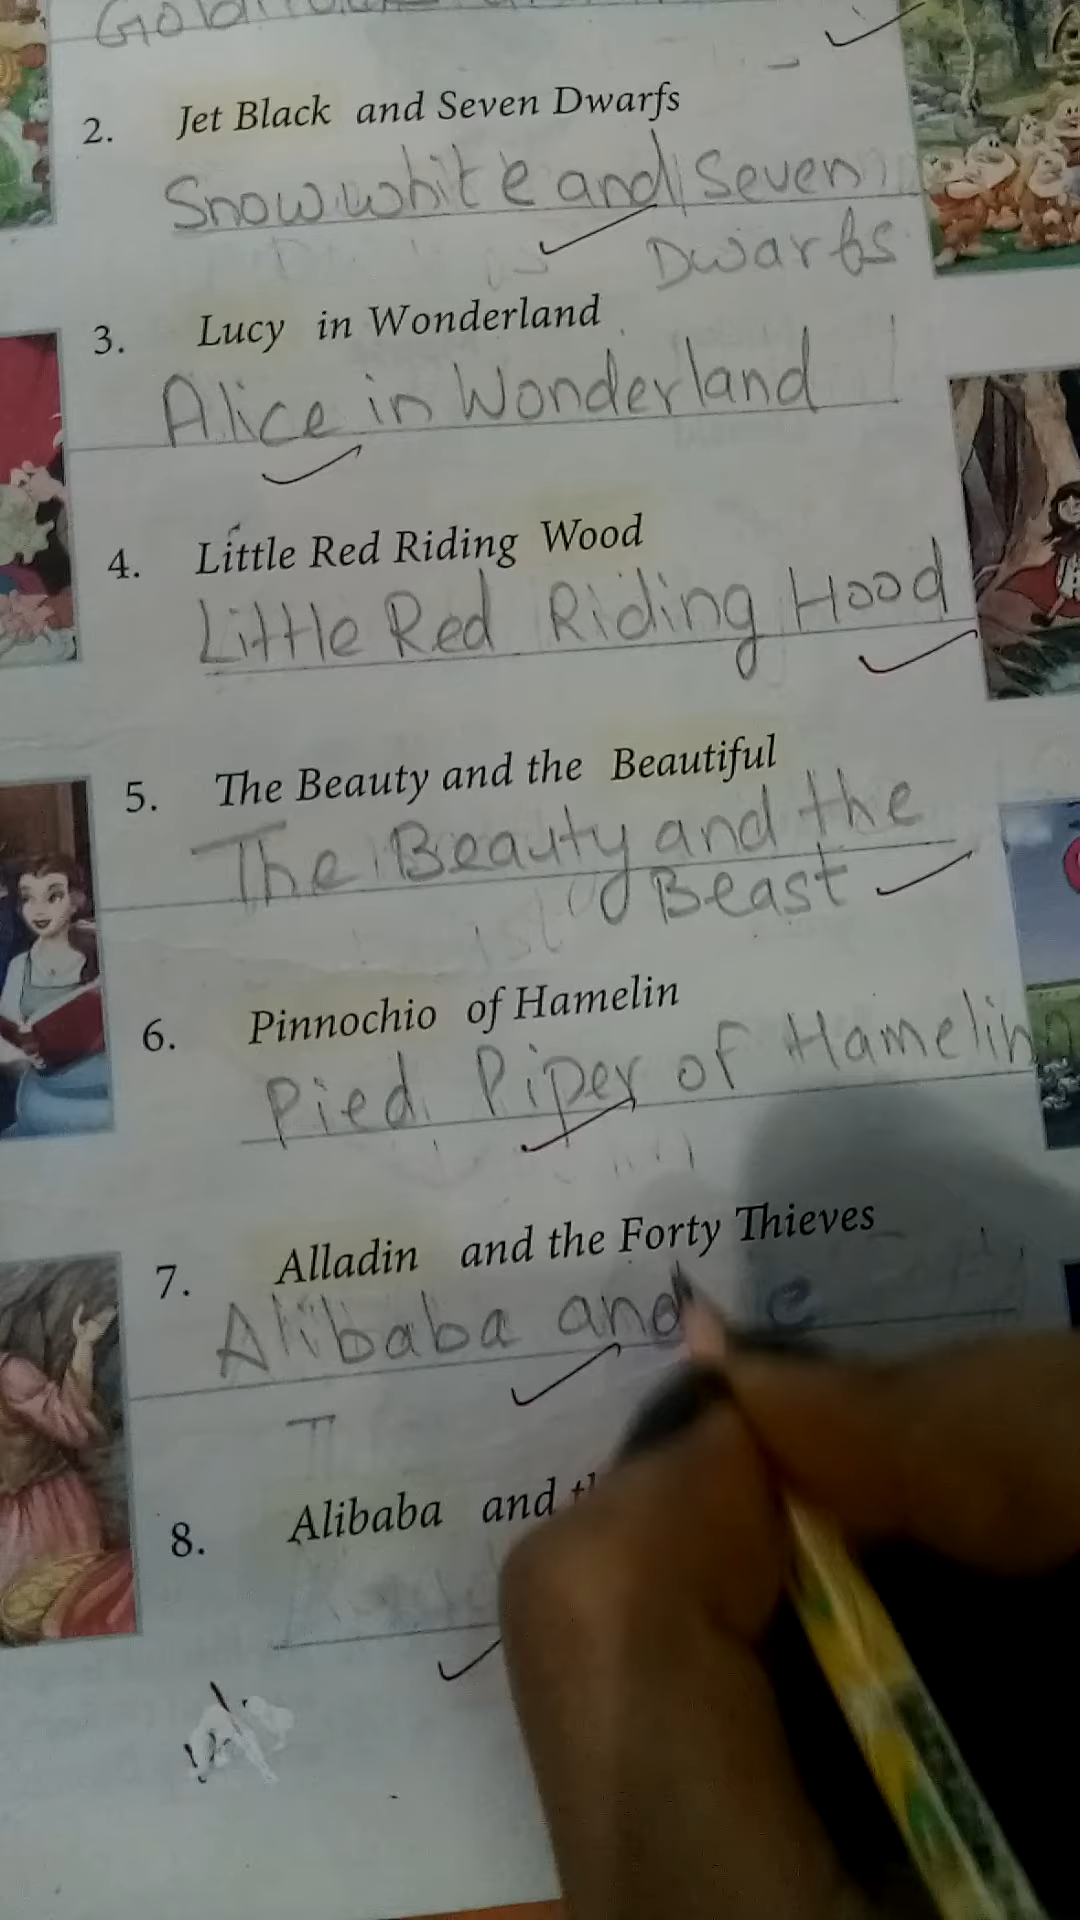 2. Jet Black and Seven Dwarfs
Snow white and Seven
Dwarfs
3. Lucy in Wonderland
Alice in Wonderland
4. Little Red Riding Wood
Little Red Riding Hood
5. The Beauty and the Beautiful
The Beauty and the
Beast
6. Pinnochio of Hamelin
Pied Piper of Hamelin
7. Alladin and the Forty Thieves
Alibaba and
8. Alibaba and